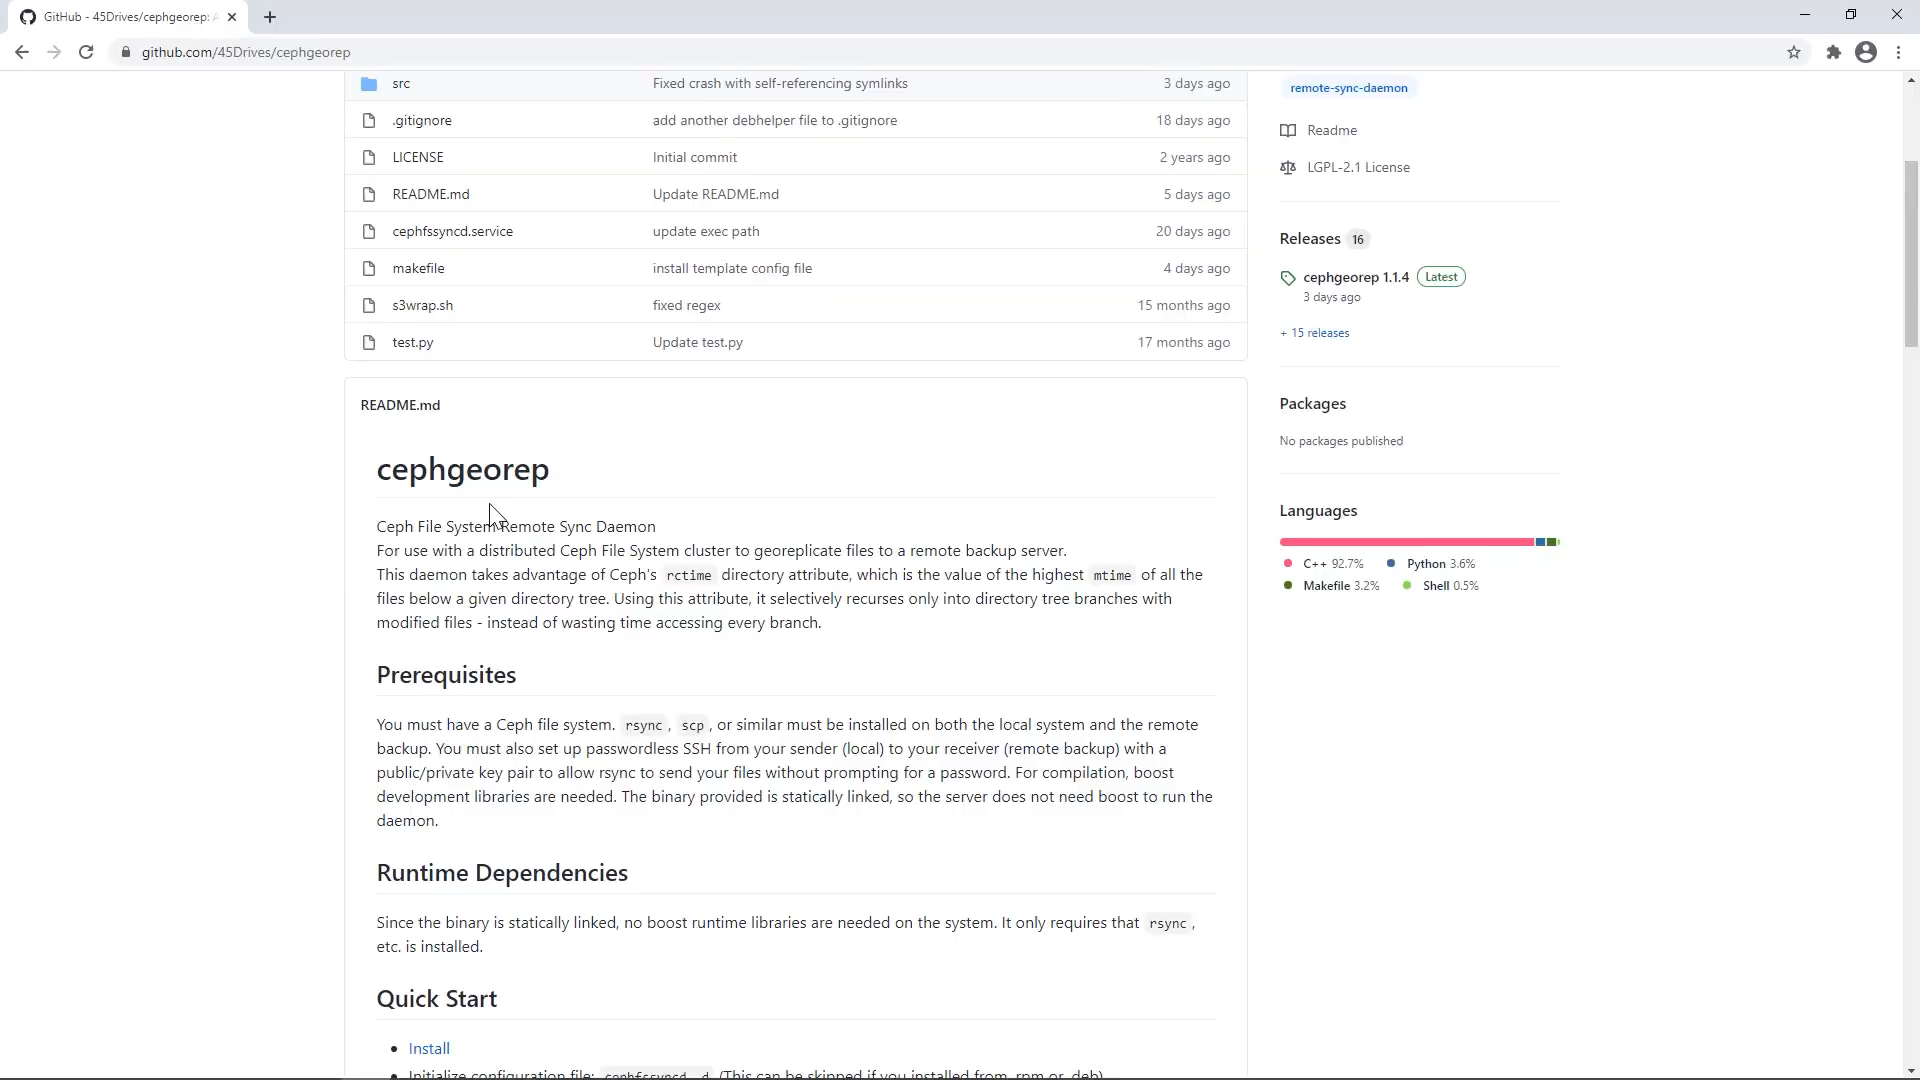 GitHub - 45Drives/cephgeorep: A
github.com/45Drives/cephgeorep
src Fixed crash with self-referencing symlinks 3 days ago
.gitignore add another debhelper file to .gitignore 18 days ago
LICENSE Initial commit 2 years ago
README.md Update README.md 5 days ago
cephfssyncd.service update exec path 20 days ago
makefile install template config file 4 days ago
s3wrap.sh fixed regex 15 months ago
test.py Update test.py 17 months ago
README.md
cephgeorep
Ceph File System Remote Sync Daemon
For use with a distributed Ceph File System cluster to georeplicate files to a remote backup server.
This daemon takes advantage of Ceph's rctime directory attribute, which is the value of the highest mtime of all the
files below a given directory tree. Using this attribute, it selectively recurses only into directory tree branches with
modified files - instead of wasting time accessing every branch.
Prerequisites
You must have a Ceph file system. rsync, scp, or similar must be installed on both the local system and the remote
backup. You must also set up passwordless SSH from your sender (local) to your receiver (remote backup) with a
public/private key pair to allow rsync to send your files without prompting for a password. For compilation, boost
development libraries are needed. The binary provided is statically linked, so the server does not need boost to run the
daemon.
Runtime Dependencies
Since the binary is statically linked, no boost runtime libraries are needed on the system. It only requires that rsync,
etc. is installed.
Quick Start
Install
Initialize configuration file: cephfssyncd -d (This can be skipped if you installed from .rpm or .deb)
remote-sync-daemon
Readme
LGPL-2.1 License
Releases 16
cephgeorep 1.1.4 Latest
3 days ago
+ 15 releases
Packages
No packages published
Languages
C++ 92.7% Python 3.6%
Makefile 3.2% Shell 0.5%